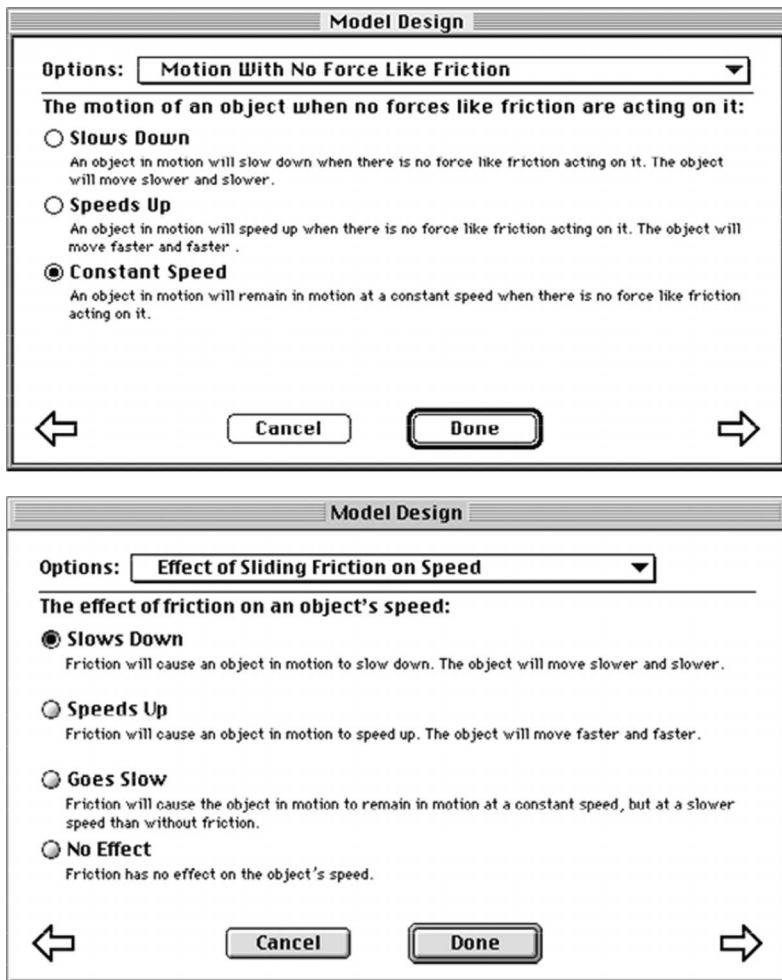 Model Design
Options: Motion With No Force Like Friction
The motion of an object when no forces like friction are acting on it:
Slows Down
An object in motion will slow down when there is no force like friction acting on it. The object
will move slower and slower.
Speeds Up
An object in motion will speed up when there is no force like friction acting on it. The object will
move faster and faster .
Constant Speed
An object in motion will remain in motion at a constant speed when there is no force like friction
acting on it.
Cancel Done
Model Design
Options: Effect of Sliding Friction on Speed
The effect of friction on an object's speed:
Slows Down
Friction will cause an object in motion to slow down. The object will move slower and slower.
Speeds Up
Friction will cause an object in motion to speed up. The object will move faster and faster.
Goes Slow
Friction will cause the object in motion to remain in motion at a constant speed, but at a slower
speed than without friction.
No Effect
Friction has no effect on the object's speed.
Cancel Done